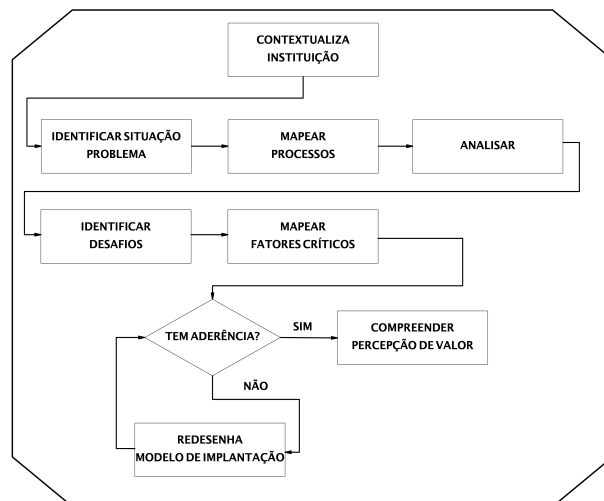 CONTEXTUALIZA
INSTITUIÇÃO
IDENTIFICAR SITUAÇÃO
PROBLEMA
MAPEAR
PROCESSOS
ANALISAR
IDENTIFICAR
DESAFIOS
MAPEAR
FATORES CRÍTICOS
TEM ADERÊNCIA?
SIM
COMPREENDER
PERCEPÇÃO DE VALOR
NÃO
REDESENHA
MODELO DE IMPLANTAÇÃO